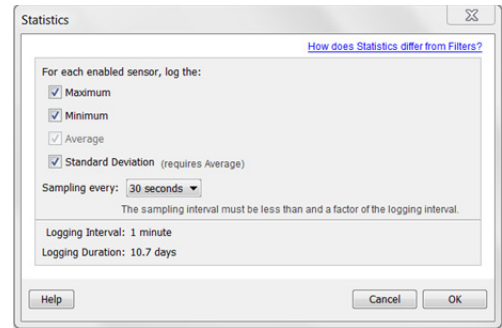 Statistics
How does Statistics differ from Filters?
For each enabled sensor, log the:
Maximum
Minimum
Average
Standard Deviation (requires Average)
Sampling every: 30 seconds
The sampling interval must be less than and a factor of the logging interval.
Logging Interval: 1 minute
Logging Duration: 10.7 days
Help Cancel OK